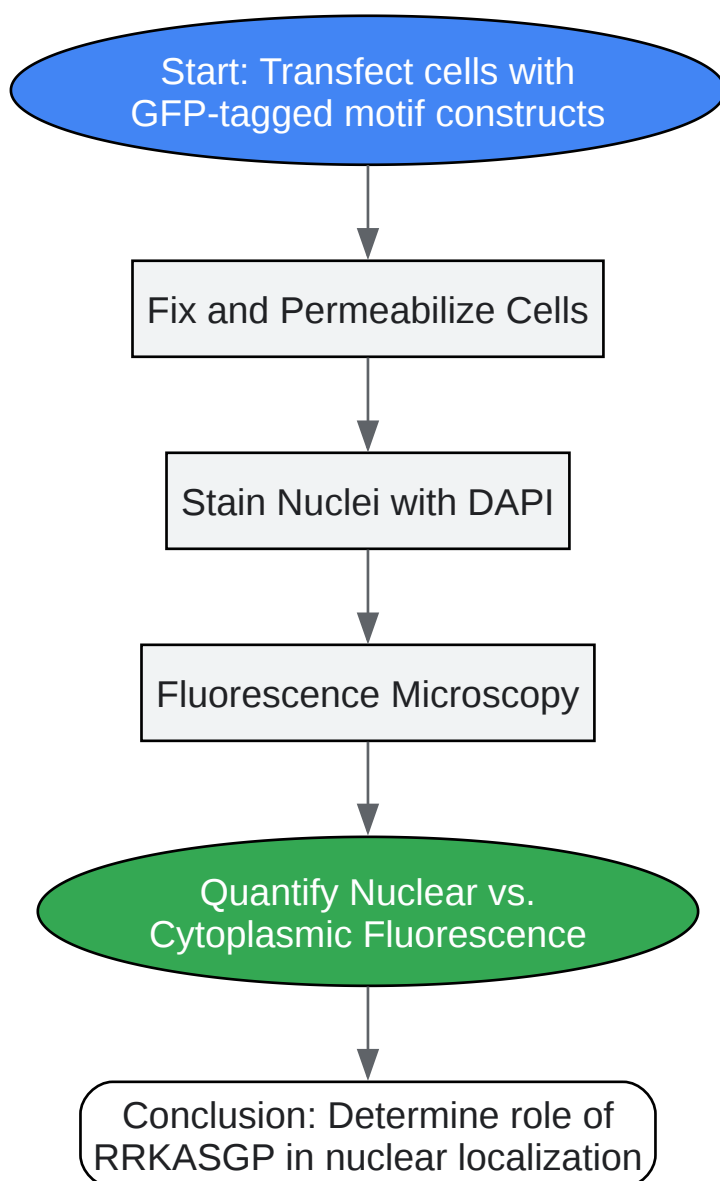 Start: Transfect cells with
GFP-tagged motif constructs
Fix and Permeabilize Cells
Stain Nuclei with DAPI
Fluorescence Microscopy
Quantify Nuclear vs.
Cytoplasmic Fluorescence
Conclusion: Determine role of
RRKASGP in nuclear localization